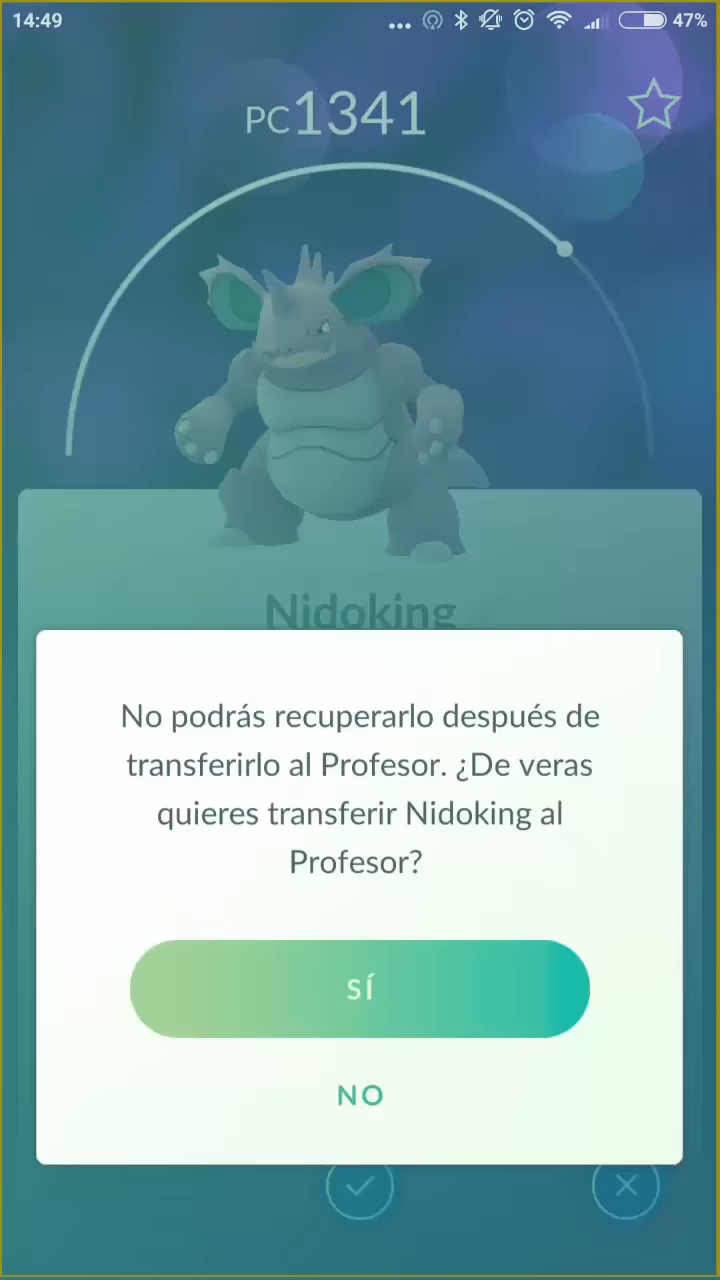 14:49
47%
PC1341
Nidoking
No podrás recuperarlo después de
transferirlo al Profesor. ¿De veras
quieres transferir Nidoking al
Profesor?
SÍ
NO